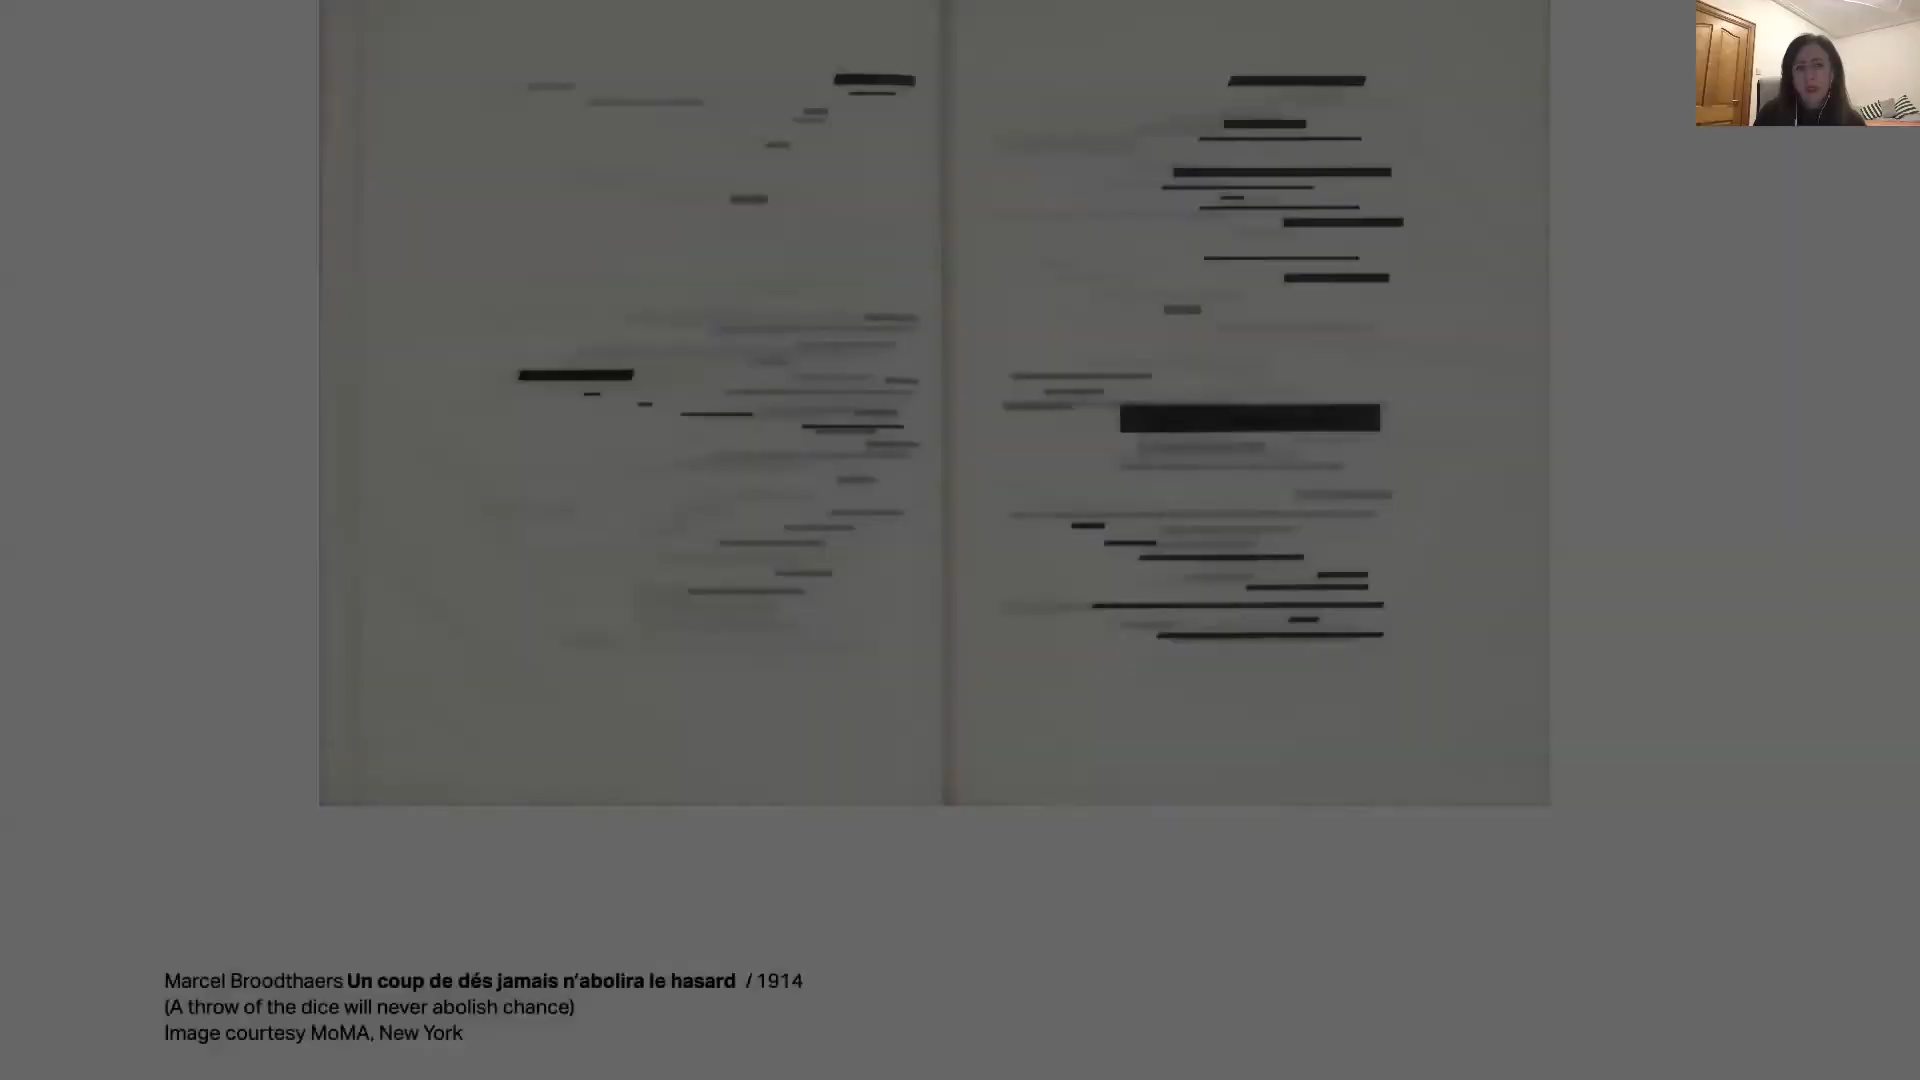 Marcel Broodthaers Un coup de dés jamais n’abolira le hasard / 1914
(A throw of the dice will never abolish chance)
Image courtesy MoMA, New York